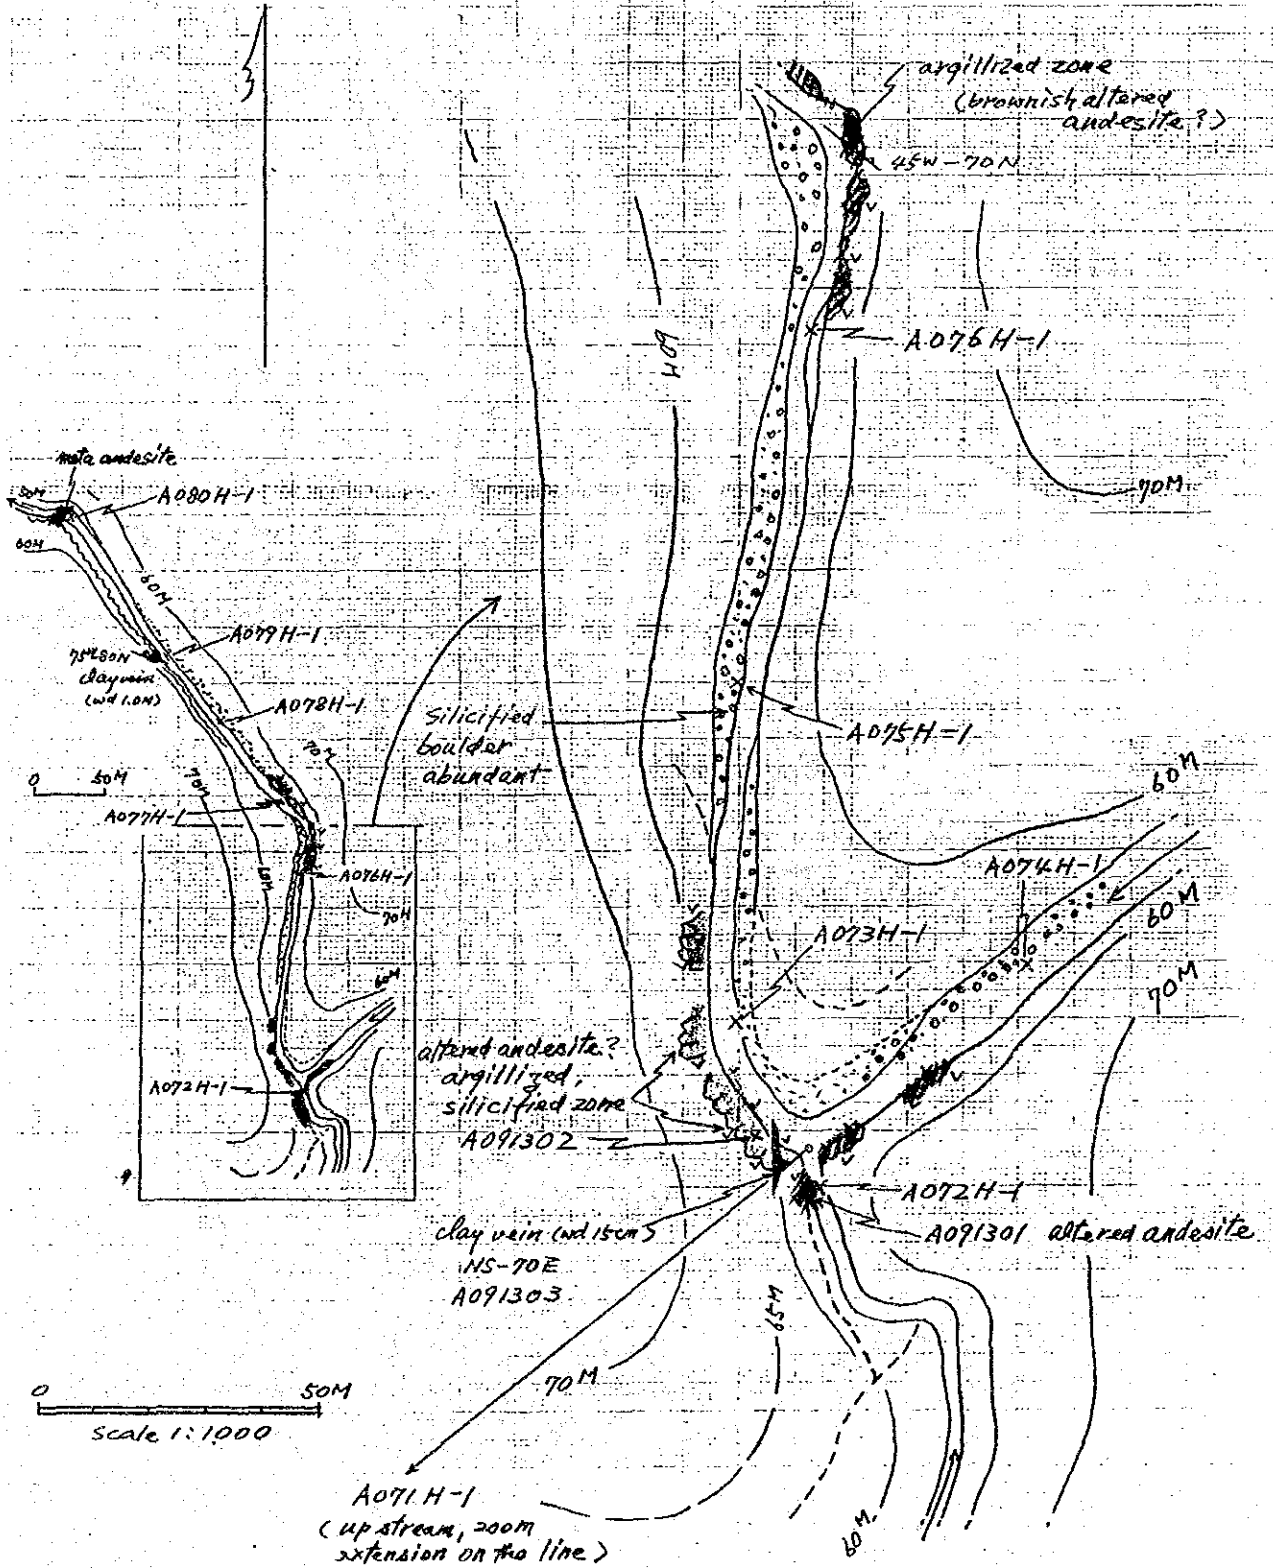 argillized zone
(brownish altered
andesite?)
45W-70N
A076H-1
60M
70M
meta andesite
50M
A080H-1
60M
60M
A079H-1
clay vein
(wd 1.0M)
A078H-1
70M
70M
0 50M
A077H-1
60M
A076H-1
70M
60M
A072H-1
Silicified
boulder
abundant
A075H-1
60M
A074H-1
60M
A073H-1
70M
altered andesite?
argillized,
silicified zone
A091302
A072H-1
A091301 altered andesite
clay vein (wd 15cm)
NS-70E
A091303
65M
70M
0 50M
scale 1:1000
A071H-1
(up stream, 200m
extension on the line)
60M